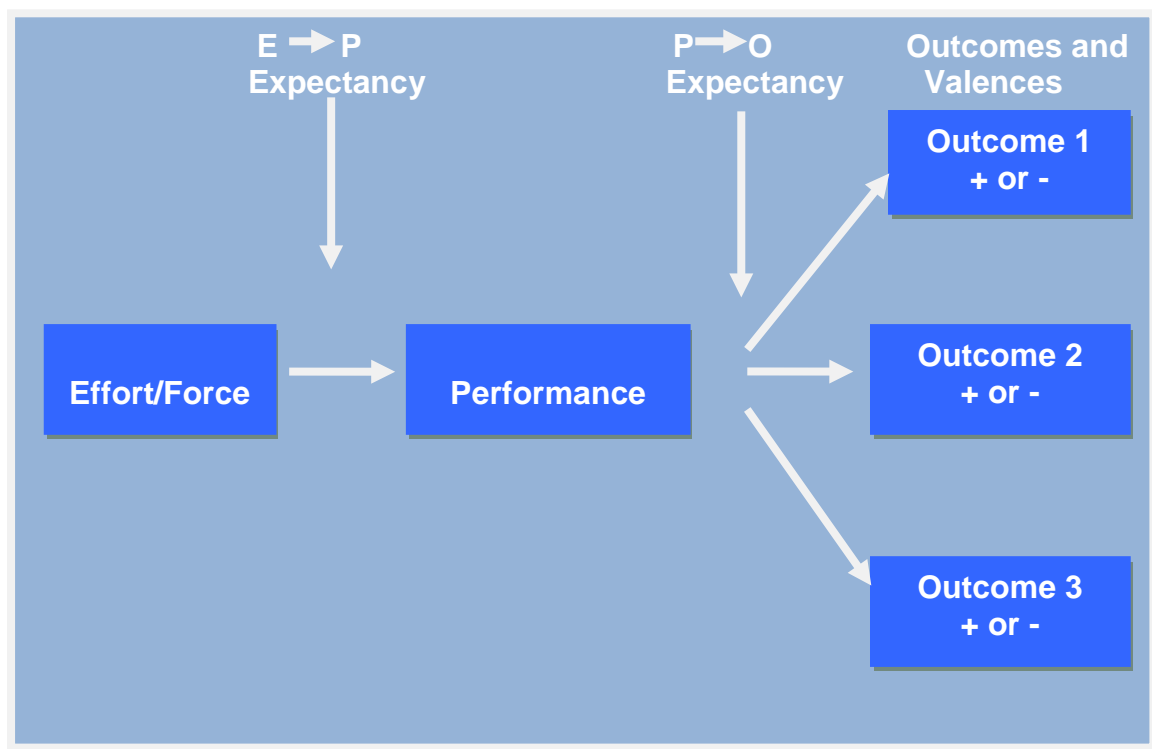 E P
Expectancy
P O
Expectancy
Outcomes and
Valences
Outcome 1
+ or -
Effort/Force
Performance
Outcome 2
+ or -
Outcome 3
+ or -